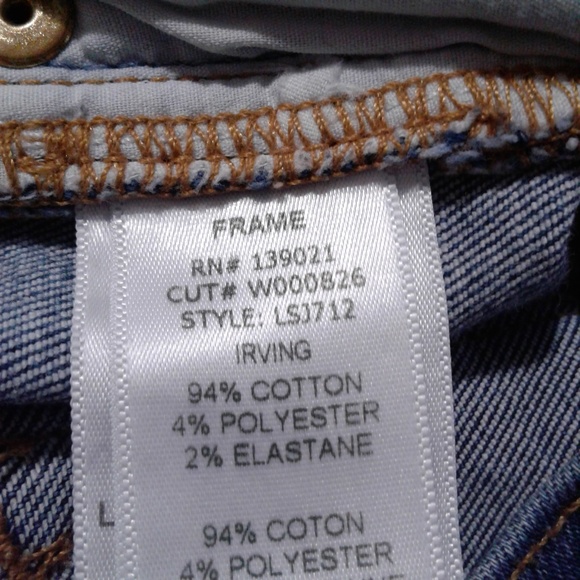 FRAME
RN# 139021
CUT# W000826
STYLE: LSJ712
IRVING
94% COTTON
4% POLYESTER
2% ELASTANE
L
94% COTON
4% POLYESTER